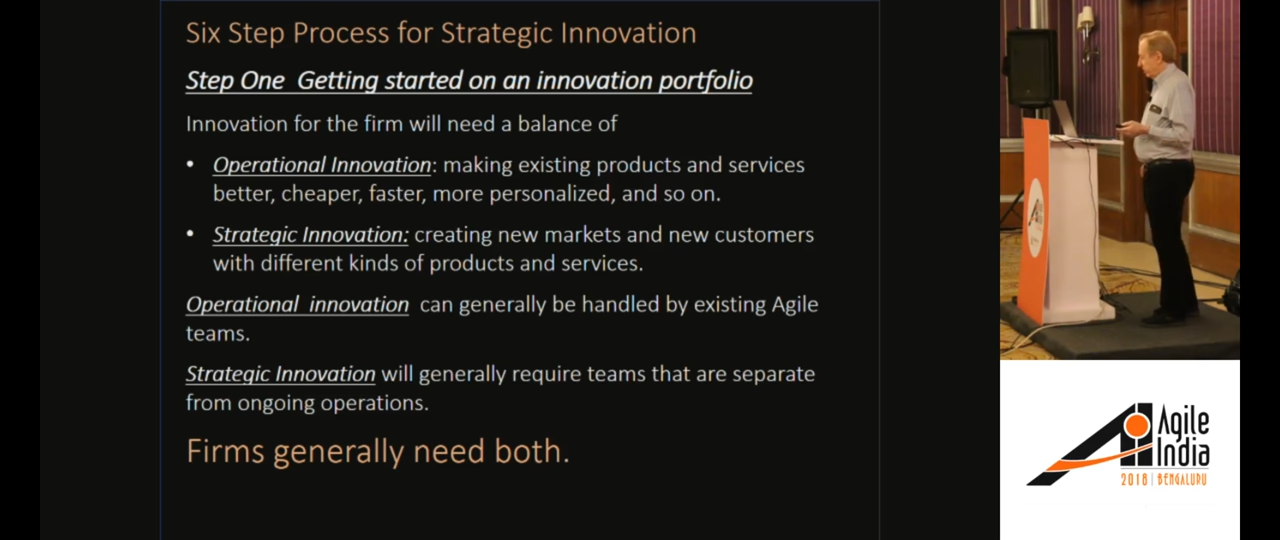 Six Step Process for Strategic Innovation
Step One  Getting started on an innovation portfolio
Innovation for the firm will need a balance of
• Operational Innovation: making existing products and services
better, cheaper, faster, more personalized, and so on.
• Strategic Innovation: creating new markets and new customers
with different kinds of products and services.
Operational  innovation  can generally be handled by existing Agile
teams.
Strategic Innovation will generally require teams that are separate
from ongoing operations.
Firms generally need both.
Agile
India
2018 | BENGALURU